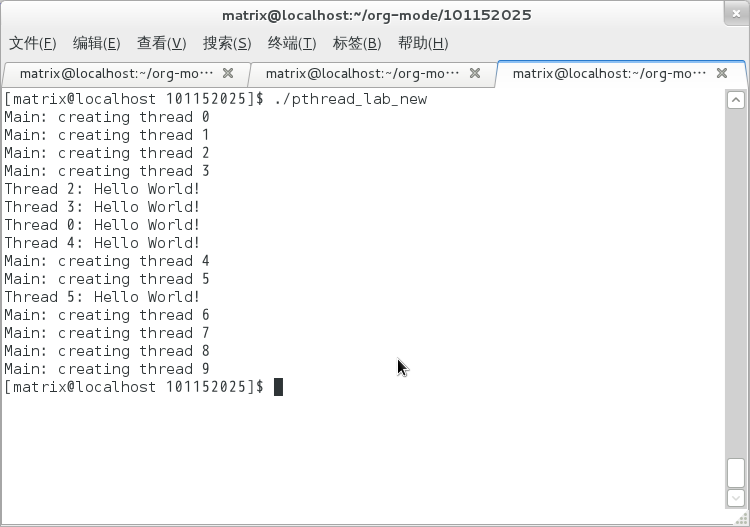 matrix@localhost:~/org-mode/101152025
文件(F) 编辑(E) 查看(V) 搜索(S) 终端(T) 标签(B) 帮助(H)
matrix@localhost:~/org-mo··· matrix@localhost:~/org-mo··· matrix@localhost:~/org-mo···
[matrix@localhost 101152025]$ ./pthread_lab_new
Main: creating thread 0
Main: creating thread 1
Main: creating thread 2
Main: creating thread 3
Thread 2: Hello World!
Thread 3: Hello World!
Thread 0: Hello World!
Thread 4: Hello World!
Main: creating thread 4
Main: creating thread 5
Thread 5: Hello World!
Main: creating thread 6
Main: creating thread 7
Main: creating thread 8
Main: creating thread 9
[matrix@localhost 101152025]$